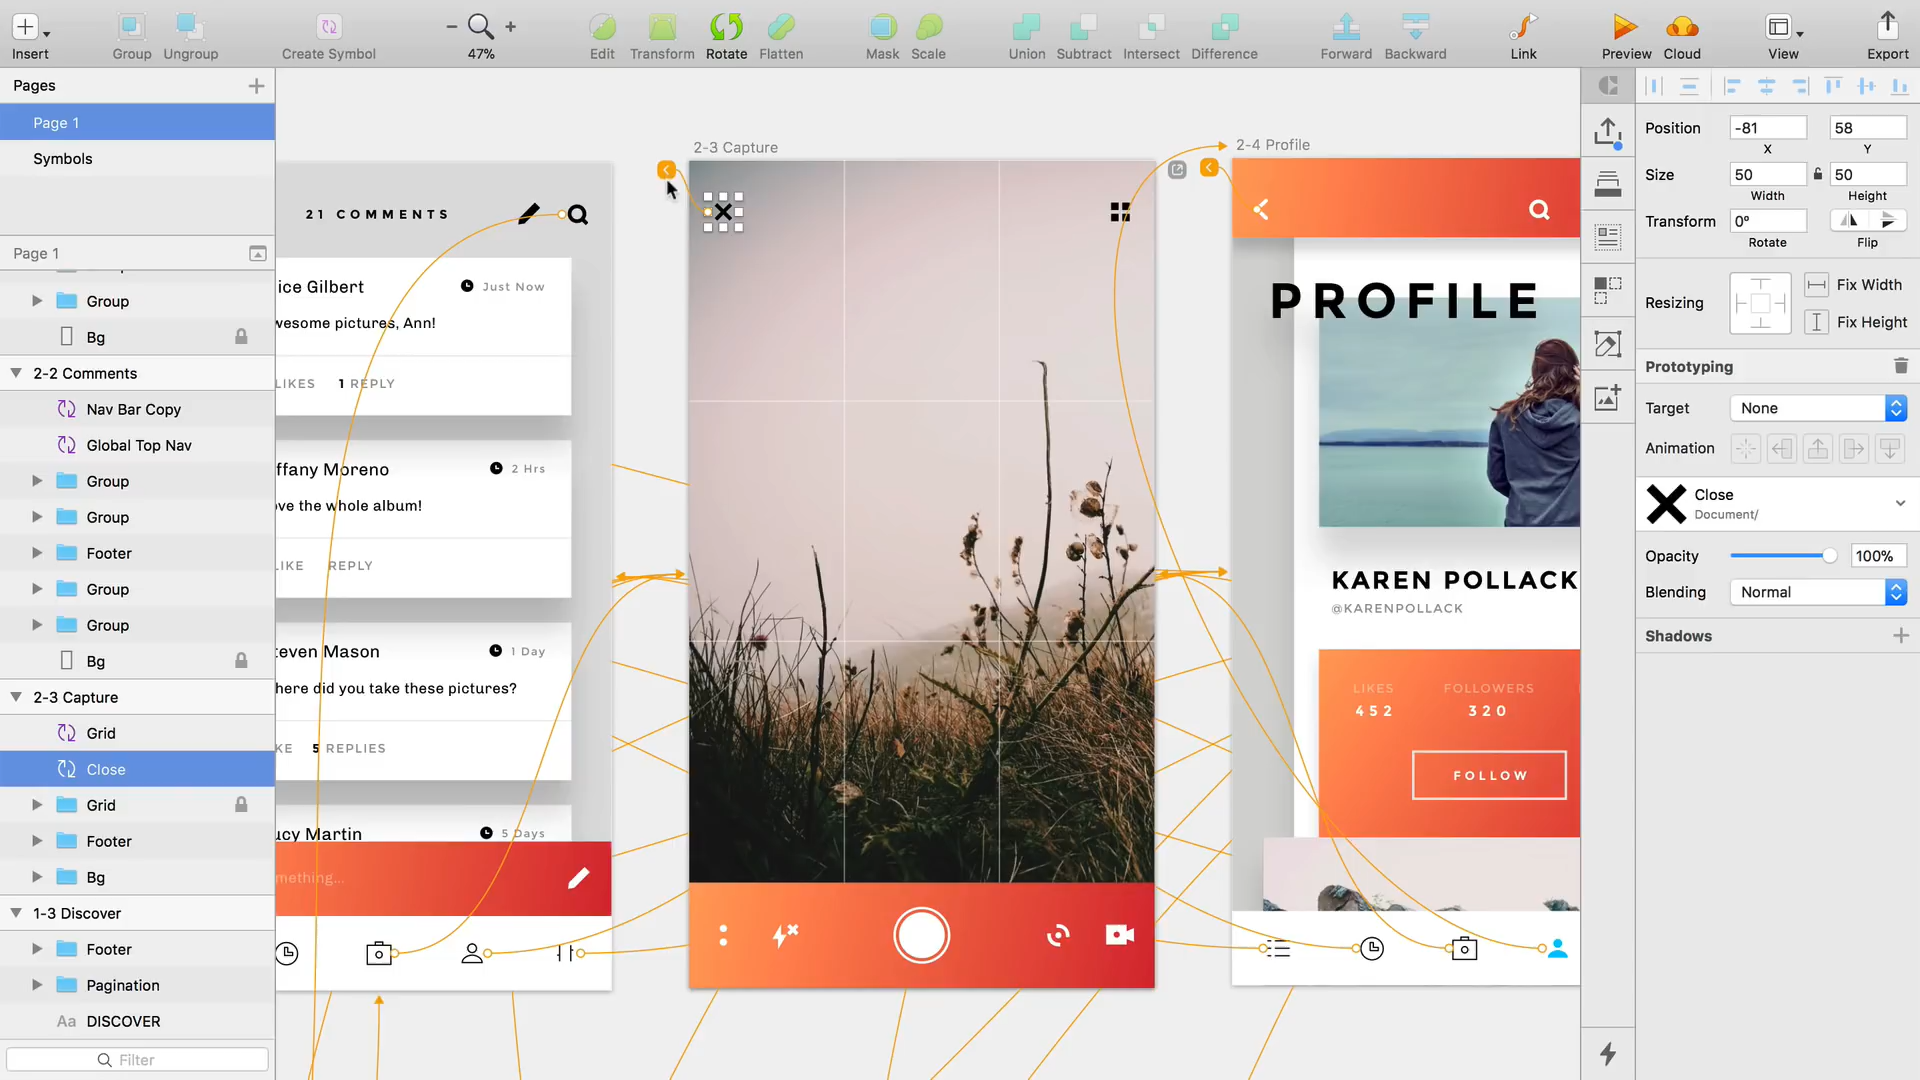 Insert
Group
Ungroup
Create Symbol
47%
Edit
Transform
Rotate
Flatten
Mask
Scale
Union
Subtract
Intersect
Difference
Forward
Backward
Link
Preview
Cloud
View
Export
Pages
Page 1
Symbols
Page 1
Group
Bg
2-2 Comments
Nav Bar Copy
Global Top Nav
Group
Group
Footer
Group
Group
Bg
2-3 Capture
Grid
Close
Grid
Footer
Bg
1-3 Discover
Footer
Pagination
Aa DISCOVER
Filter
21 COMMENTS
ice Gilbert
Just Now
wesome pictures, Ann!
LIKES 1 REPLY
ffany Moreno
2 Hrs
ove the whole album!
IKE REPLY
teven Mason
1 Day
here did you take these pictures?
KE 5 REPLIES
ucy Martin
5 Days
mething...
2-3 Capture
2-4 Profile
PROFILE
KAREN POLLACK
@KARENPOLLACK
LIKES
452
FOLLOWERS
320
FOLLOW
Position
-81
58
X
Y
Size
50
50
Width
Height
Transform
0°
Rotate
Flip
Resizing
Fix Width
Fix Height
Prototyping
Target
None
Animation
Close
Document/
Opacity
100%
Blending
Normal
Shadows